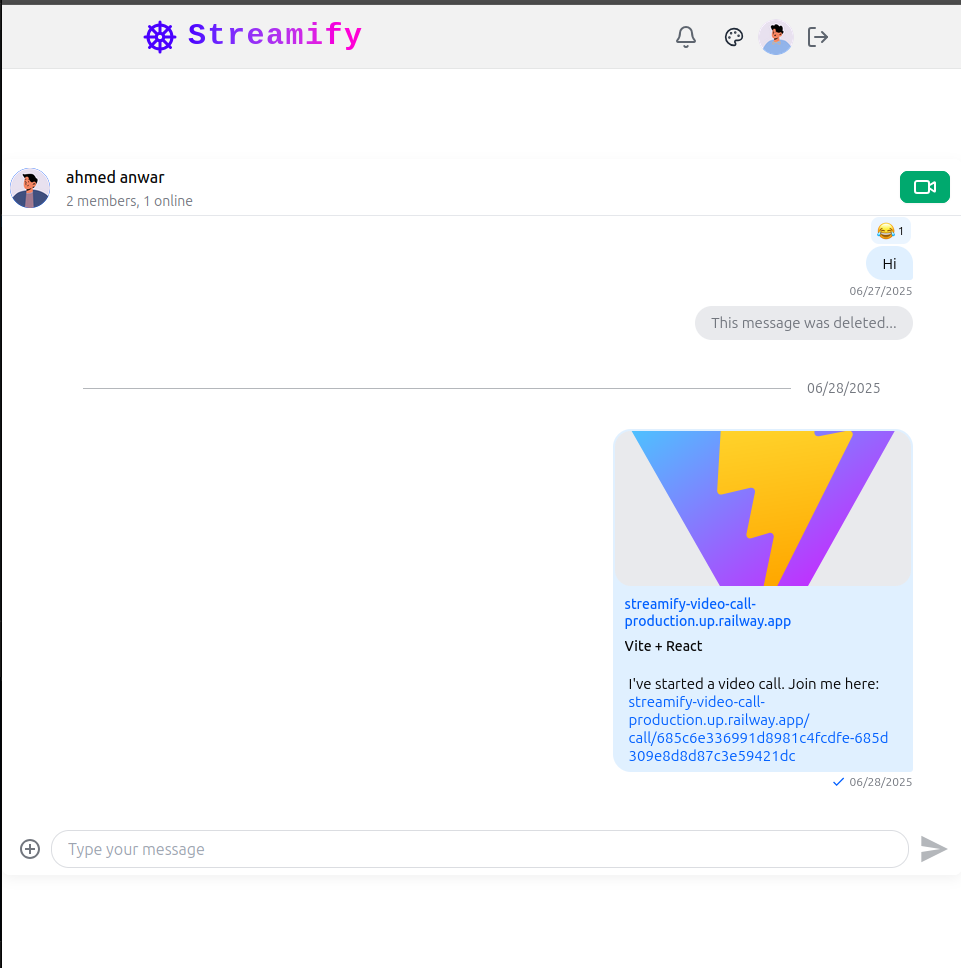 Streamify
ahmed anwar
2 members, 1 online
😂 1
Hi
06/27/2025
This message was deleted...
06/28/2025
streamify-video-call-
production.up.railway.app
Vite + React
I've started a video call. Join me here:
streamify-video-call-
production.up.railway.app/
call/685c6e336991d8981c4fcdfe-685d
309e8d8d87c3e59421dc
06/28/2025
Type your message